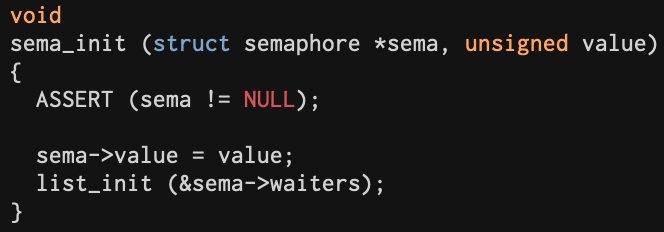 void
sema_init (struct semaphore *sema, unsigned value)
{
  ASSERT (sema != NULL);

  sema->value = value;
  list_init (&sema->waiters);
}